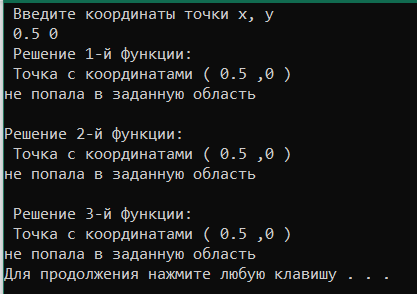 Введите координаты точки x, y
0.5 0
Решение 1-й функции:
Точка с координатами ( 0.5 ,0 )
не попала в заданную область
Решение 2-й функции:
Точка с координатами ( 0.5 ,0 )
не попала в заданную область
Решение 3-й функции:
Точка с координатами ( 0.5 ,0 )
не попала в заданную область
Для продолжения нажмите любую клавишу . . .